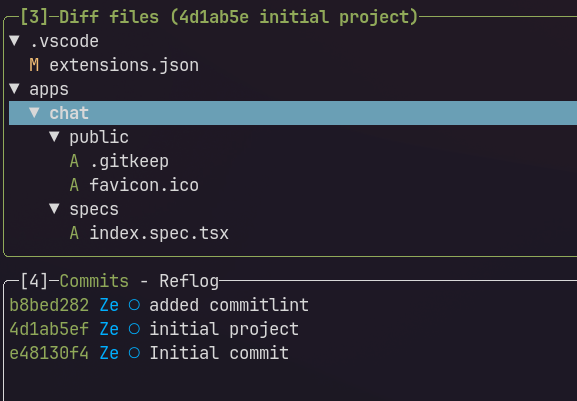 [3] Diff files (4d1ab5e initial project)
▼ .vscode
M extensions.json
▼ apps
▼ chat
▼ public
A .gitkeep
A favicon.ico
▼ specs
A index.spec.tsx
[4] Commits - Reflog
b8bed282 Ze ○ added commitlint
4d1ab5ef Ze ○ initial project
e48130f4 Ze ○ Initial commit